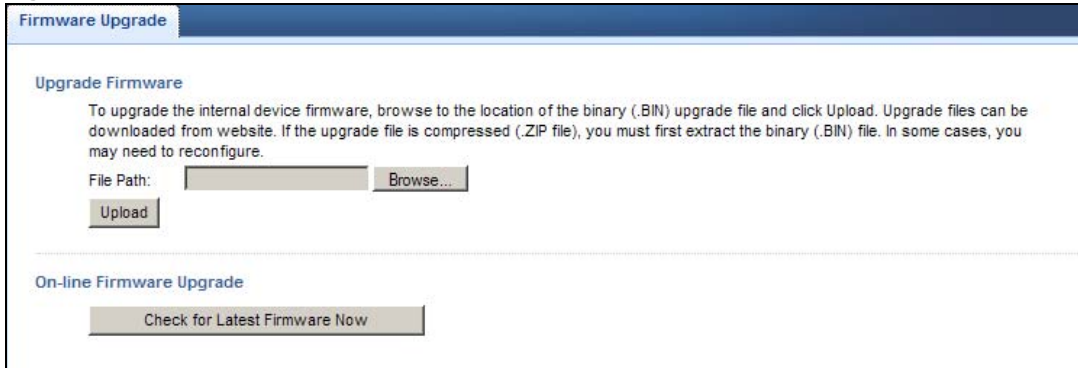 Firmware Upgrade
Upgrade Firmware
To upgrade the internal device firmware, browse to the location of the binary (.BIN) upgrade file and click Upload. Upgrade files can be
downloaded from website. If the upgrade file is compressed (.ZIP file), you must first extract the binary (.BIN) file. In some cases, you
may need to reconfigure.
File Path: Browse...
Upload
On-line Firmware Upgrade
Check for Latest Firmware Now